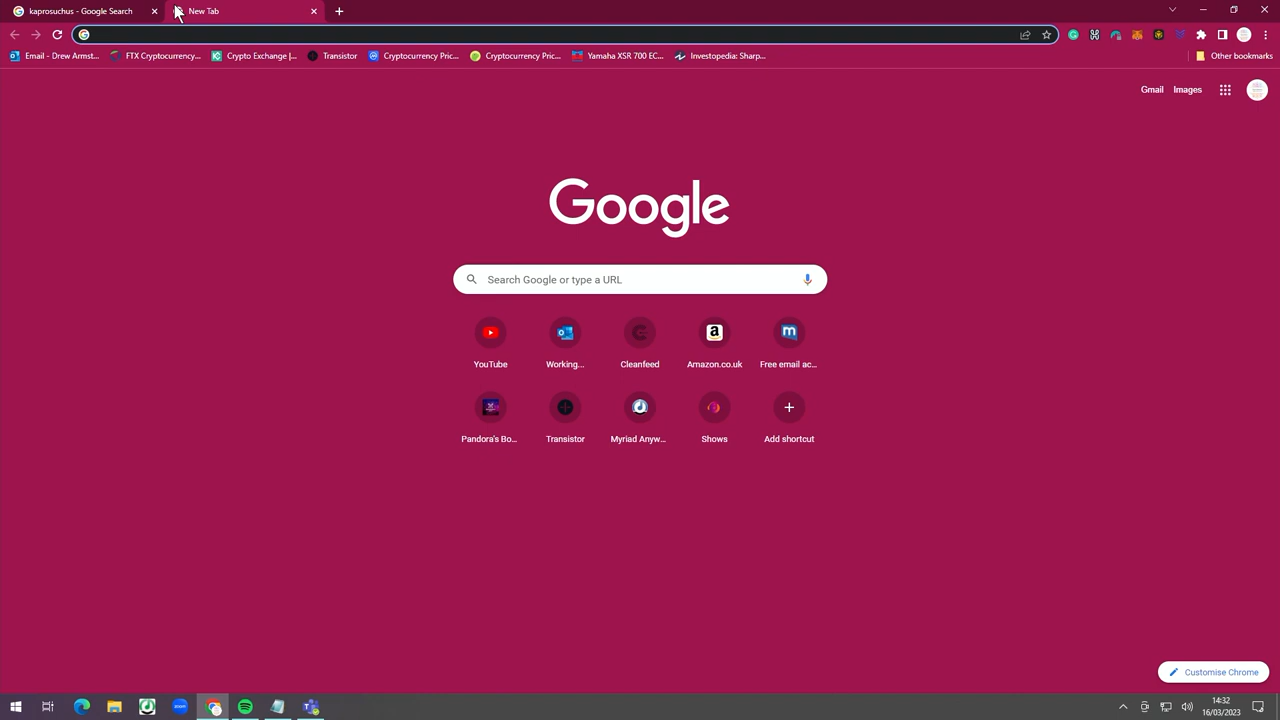 kaprosuchus - Google Search
New Tab
Email - Drew Armst...
FTX Cryptocurrency...
Crypto Exchange |...
Transistor
Cryptocurrency Pric...
Cryptocurrency Pric...
Yamaha XSR 700 EC...
Investopedia: Sharp...
Other bookmarks
Gmail Images
Google
Search Google or type a URL
YouTube
Working...
Cleanfeed
Amazon.co.uk
Free email ac...
Pandora's Bo...
Transistor
Myriad Anyw...
Shows
Add shortcut
Customise Chrome
zoom
14:32
16/03/2023